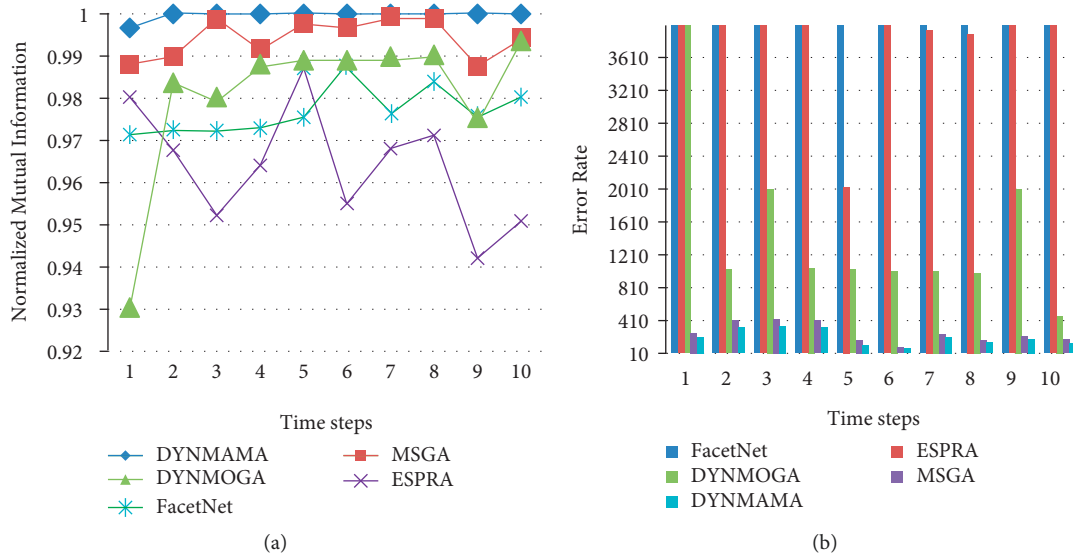 Normalized Mutual Information
1
0.99
0.98
0.97
0.96
0.95
0.94
0.93
0.92
1 2 3 4 5 6 7 8 9 10
Time steps
DYNMAMA
DYNMOGA
FacetNet
MSGA
ESPRA
(a)
Error Rate
3610
3210
2810
2410
2010
1610
1210
810
410
10
1 2 3 4 5 6 7 8 9 10
Time steps
FacetNet
DYNMOGA
DYNMAMA
ESPRA
MSGA
(b)